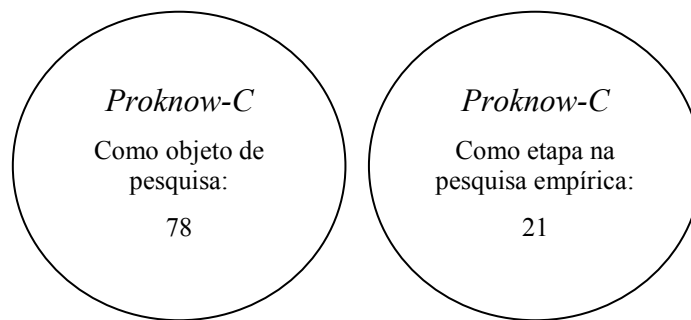 Proknow-C
Como objeto de
pesquisa:
78
Proknow-C
Como etapa na
pesquisa empírica:
21